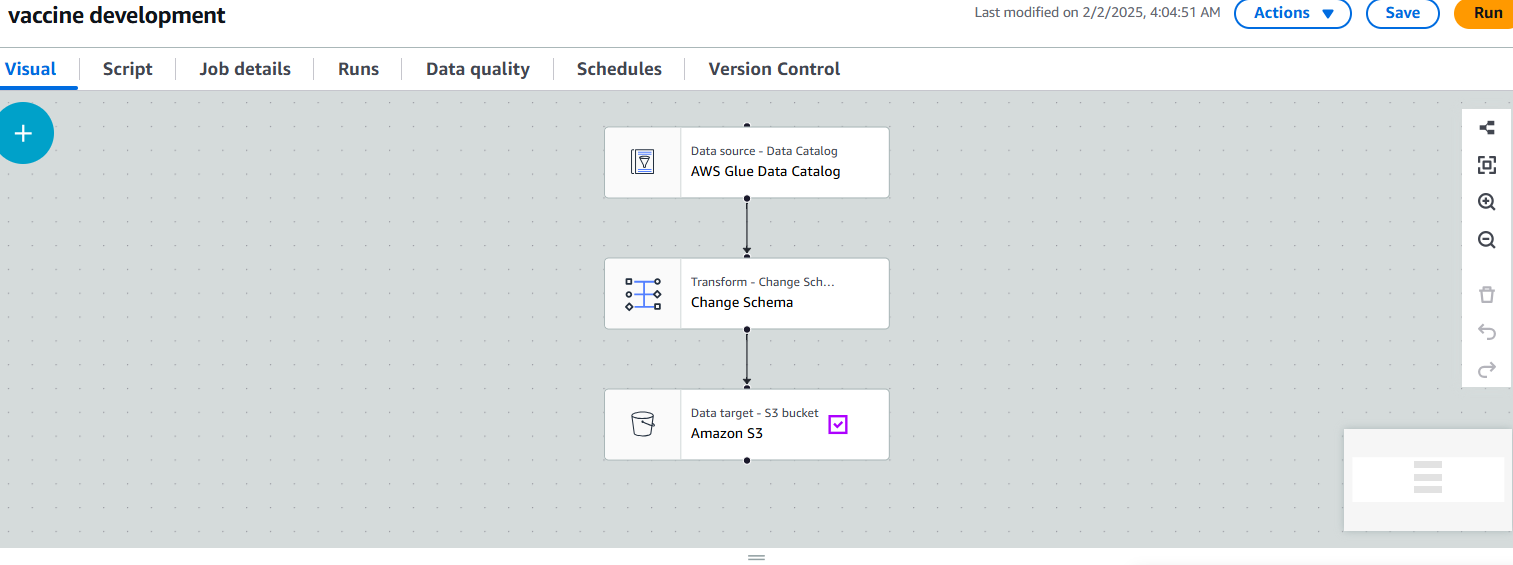 vaccine development
Last modified on 2/2/2025, 4:04:51 AM
Actions
Save
Run
Visual
Script
Job details
Runs
Data quality
Schedules
Version Control
Data source - Data Catalog
AWS Glue Data Catalog
Transform - Change Sch...
Change Schema
Data target - S3 bucket
Amazon S3